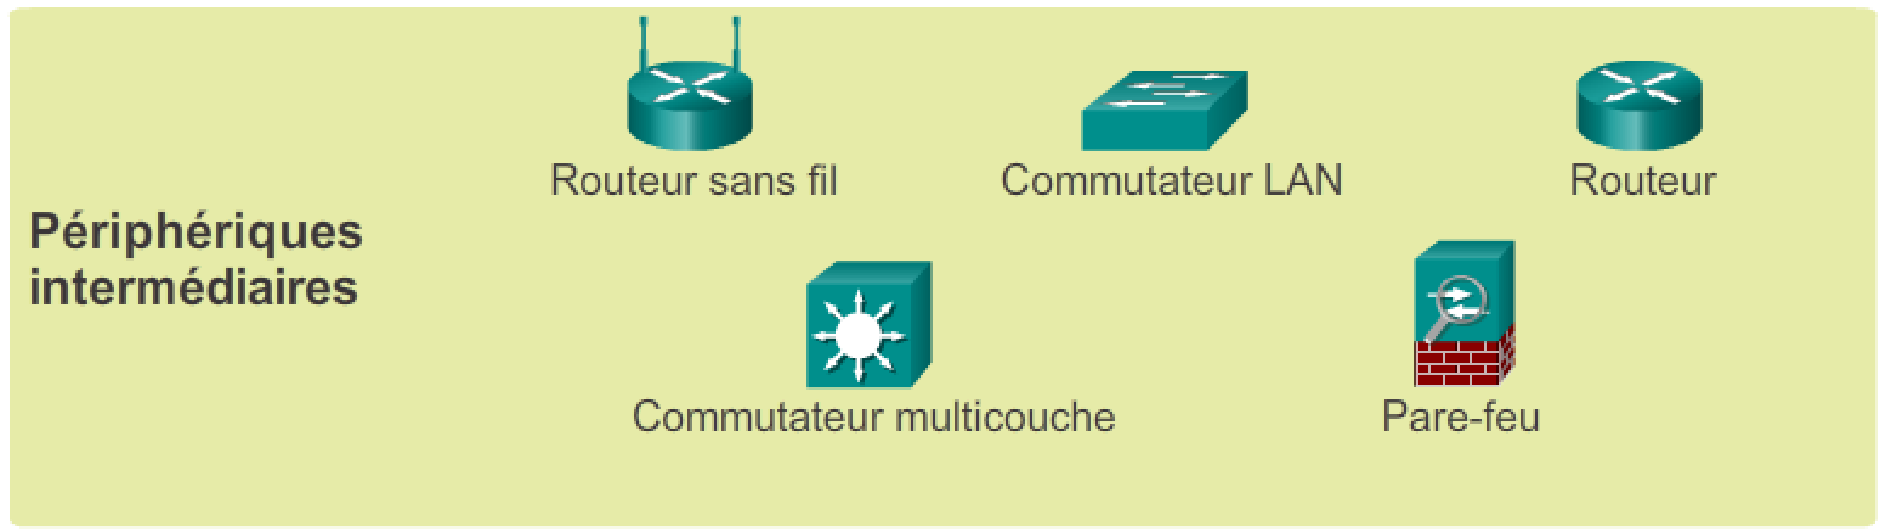 Routeur sans fil
Commutateur LAN
Routeur
Périphériques
intermédiaires
Commutateur multicouche
Pare-feu